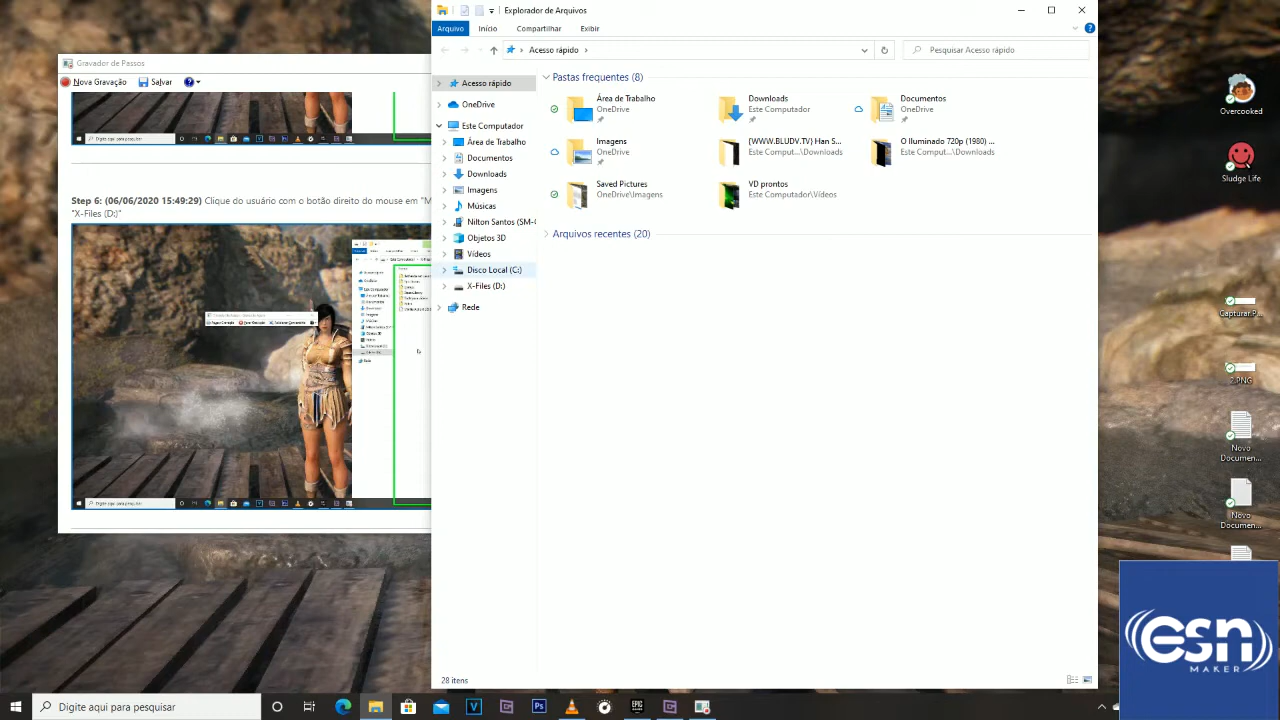 Explorador de Arquivos
Arquivo
Início
Compartilhar
Exibir
Acesso rápido
Pesquisar Acesso rápido
Gravador de Passos
Nova Gravação
Salvar
Step 6: (06/06/2020 15:49:29) Clique do usuário com o botão direito do mouse em "M
"X-Files (D:)"
Acesso rápido
OneDrive
Este Computador
Área de Trabalho
Documentos
Downloads
Imagens
Músicas
Nilton Santos (SM-
Objetos 3D
Vídeos
Disco Local (C:)
X-Files (D:)
Rede
Pastas frequentes (8)
Área de Trabalho
OneDrive
Downloads
Este Computador
Documentos
OneDrive
Imagens
OneDrive
[WWW.BLUDV.TV] Han S...
Este Comput...\Downloads
O Iluminado 720p (1980) ...
Este Comput...\Downloads
Saved Pictures
OneDrive\Imagens
VD prontos
Este Computador\Vídeos
Arquivos recentes (20)
28 itens
Overcooked
Sludge Life
Capturar.P...
2.PNG
Novo
Documen...
Novo
Documen...
esn
MAKER
Digite aqui para pesquisar